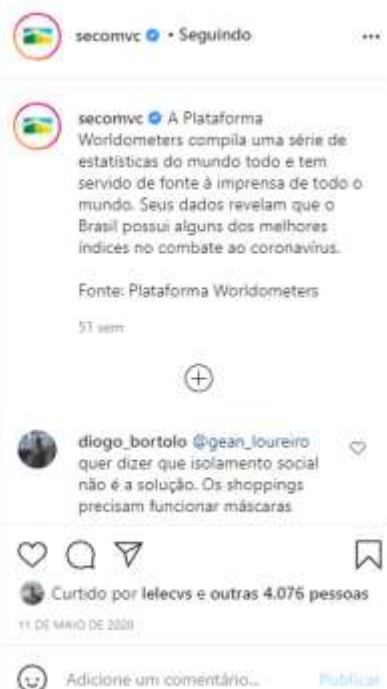 secomvc • Seguindo
secomvc A Plataforma
Worldometers compila uma série de
estatísticas do mundo todo e tem
servido de fonte à imprensa de todo o
mundo. Seus dados revelam que o
Brasil possui alguns dos melhores
índices no combate ao coronavírus.
Fonte: Plataforma Worldometers
51 sem
diogo_bortolo @gean_loureiro
quer dizer que isolamento social
não é a solução. Os shoppings
precisam funcionar máscaras
Curtido por lelecvs e outras 4.076 pessoas
11 DE MAIO DE 2020
Adicione um comentário... Publicar